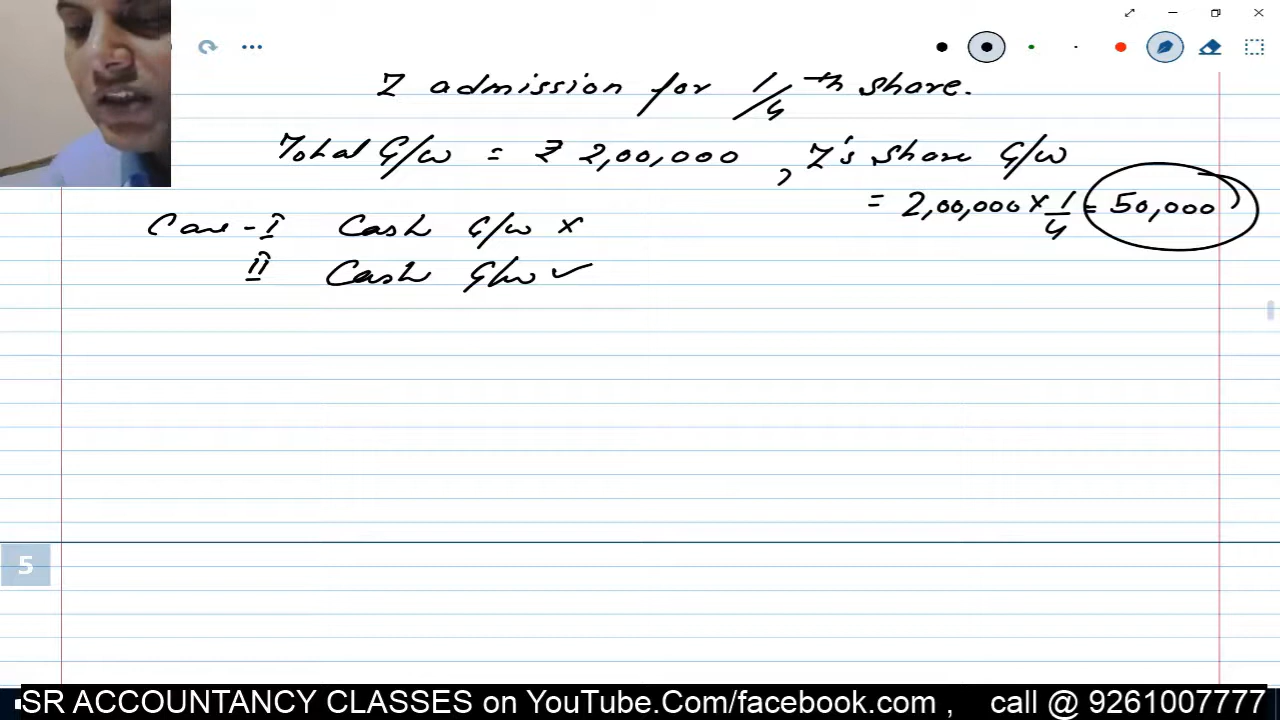 Z admission for 1/4th share.
Total G/w = ₹ 2,00,000 , Z's share G/w
= 2,00,000 × 1/4 = 50,000
Case - I Cash G/w ×
II Cash G/w ✓
5
SR ACCOUNTANCY CLASSES on YouTube.Com/facebook.com , call @ 9261007777